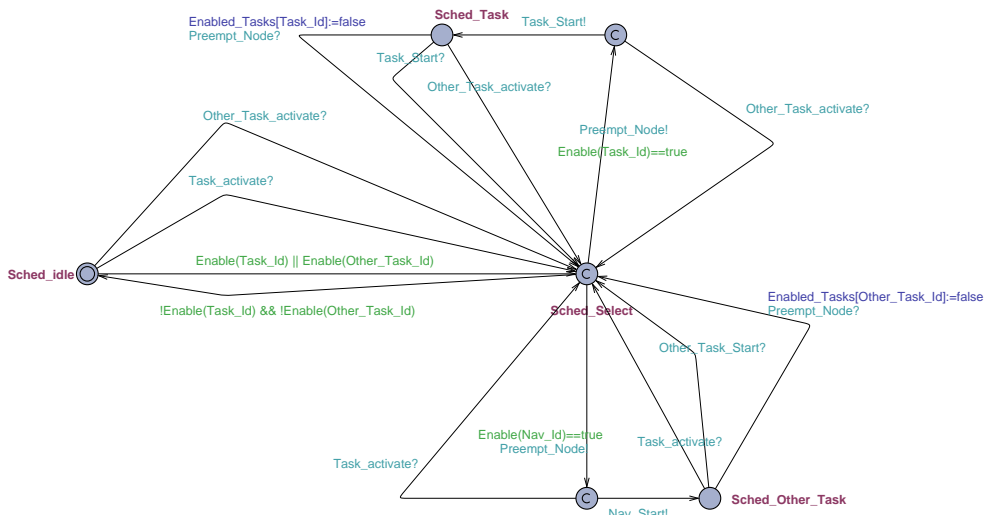 Sched_Task
Enabled_Tasks[Task_Id]:=false
Preempt_Node?
Task_Start!
C
Task_Start?
Other_Task_activate?
Other_Task_activate?
Other_Task_activate?
Preempt_Node!
Enable(Task_Id)==true
Task_activate?
Enable(Task_Id) || Enable(Other_Task_Id)
Sched_idle
C
!Enable(Task_Id) && !Enable(Other_Task_Id)
Sched_Select
Enabled_Tasks[Other_Task_Id]:=false
Preempt_Node?
Other_Task_Start?
Enable(Nav_Id)==true
Preempt_Node
Task_activate?
Task_activate?
C
Sched_Other_Task
Nav_Start!